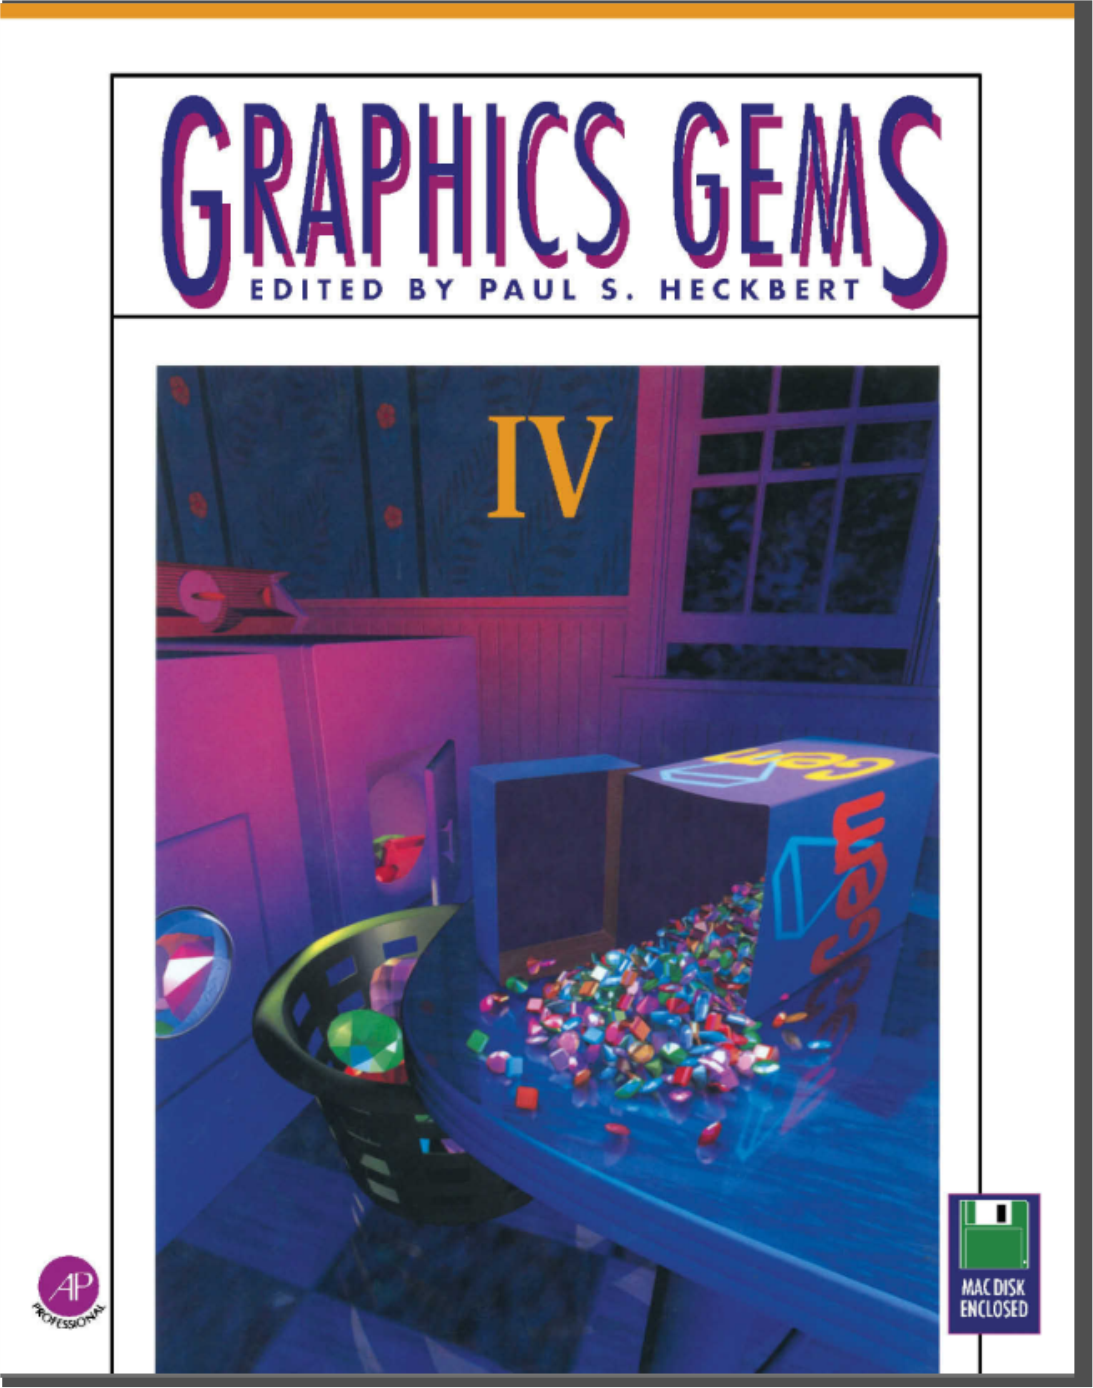 GRAPHICS GEMS
EDITED BY PAUL S. HECKBERT
IV
Gem
Gem
AP
PROFESSIONAL
MAC DISK
ENCLOSED